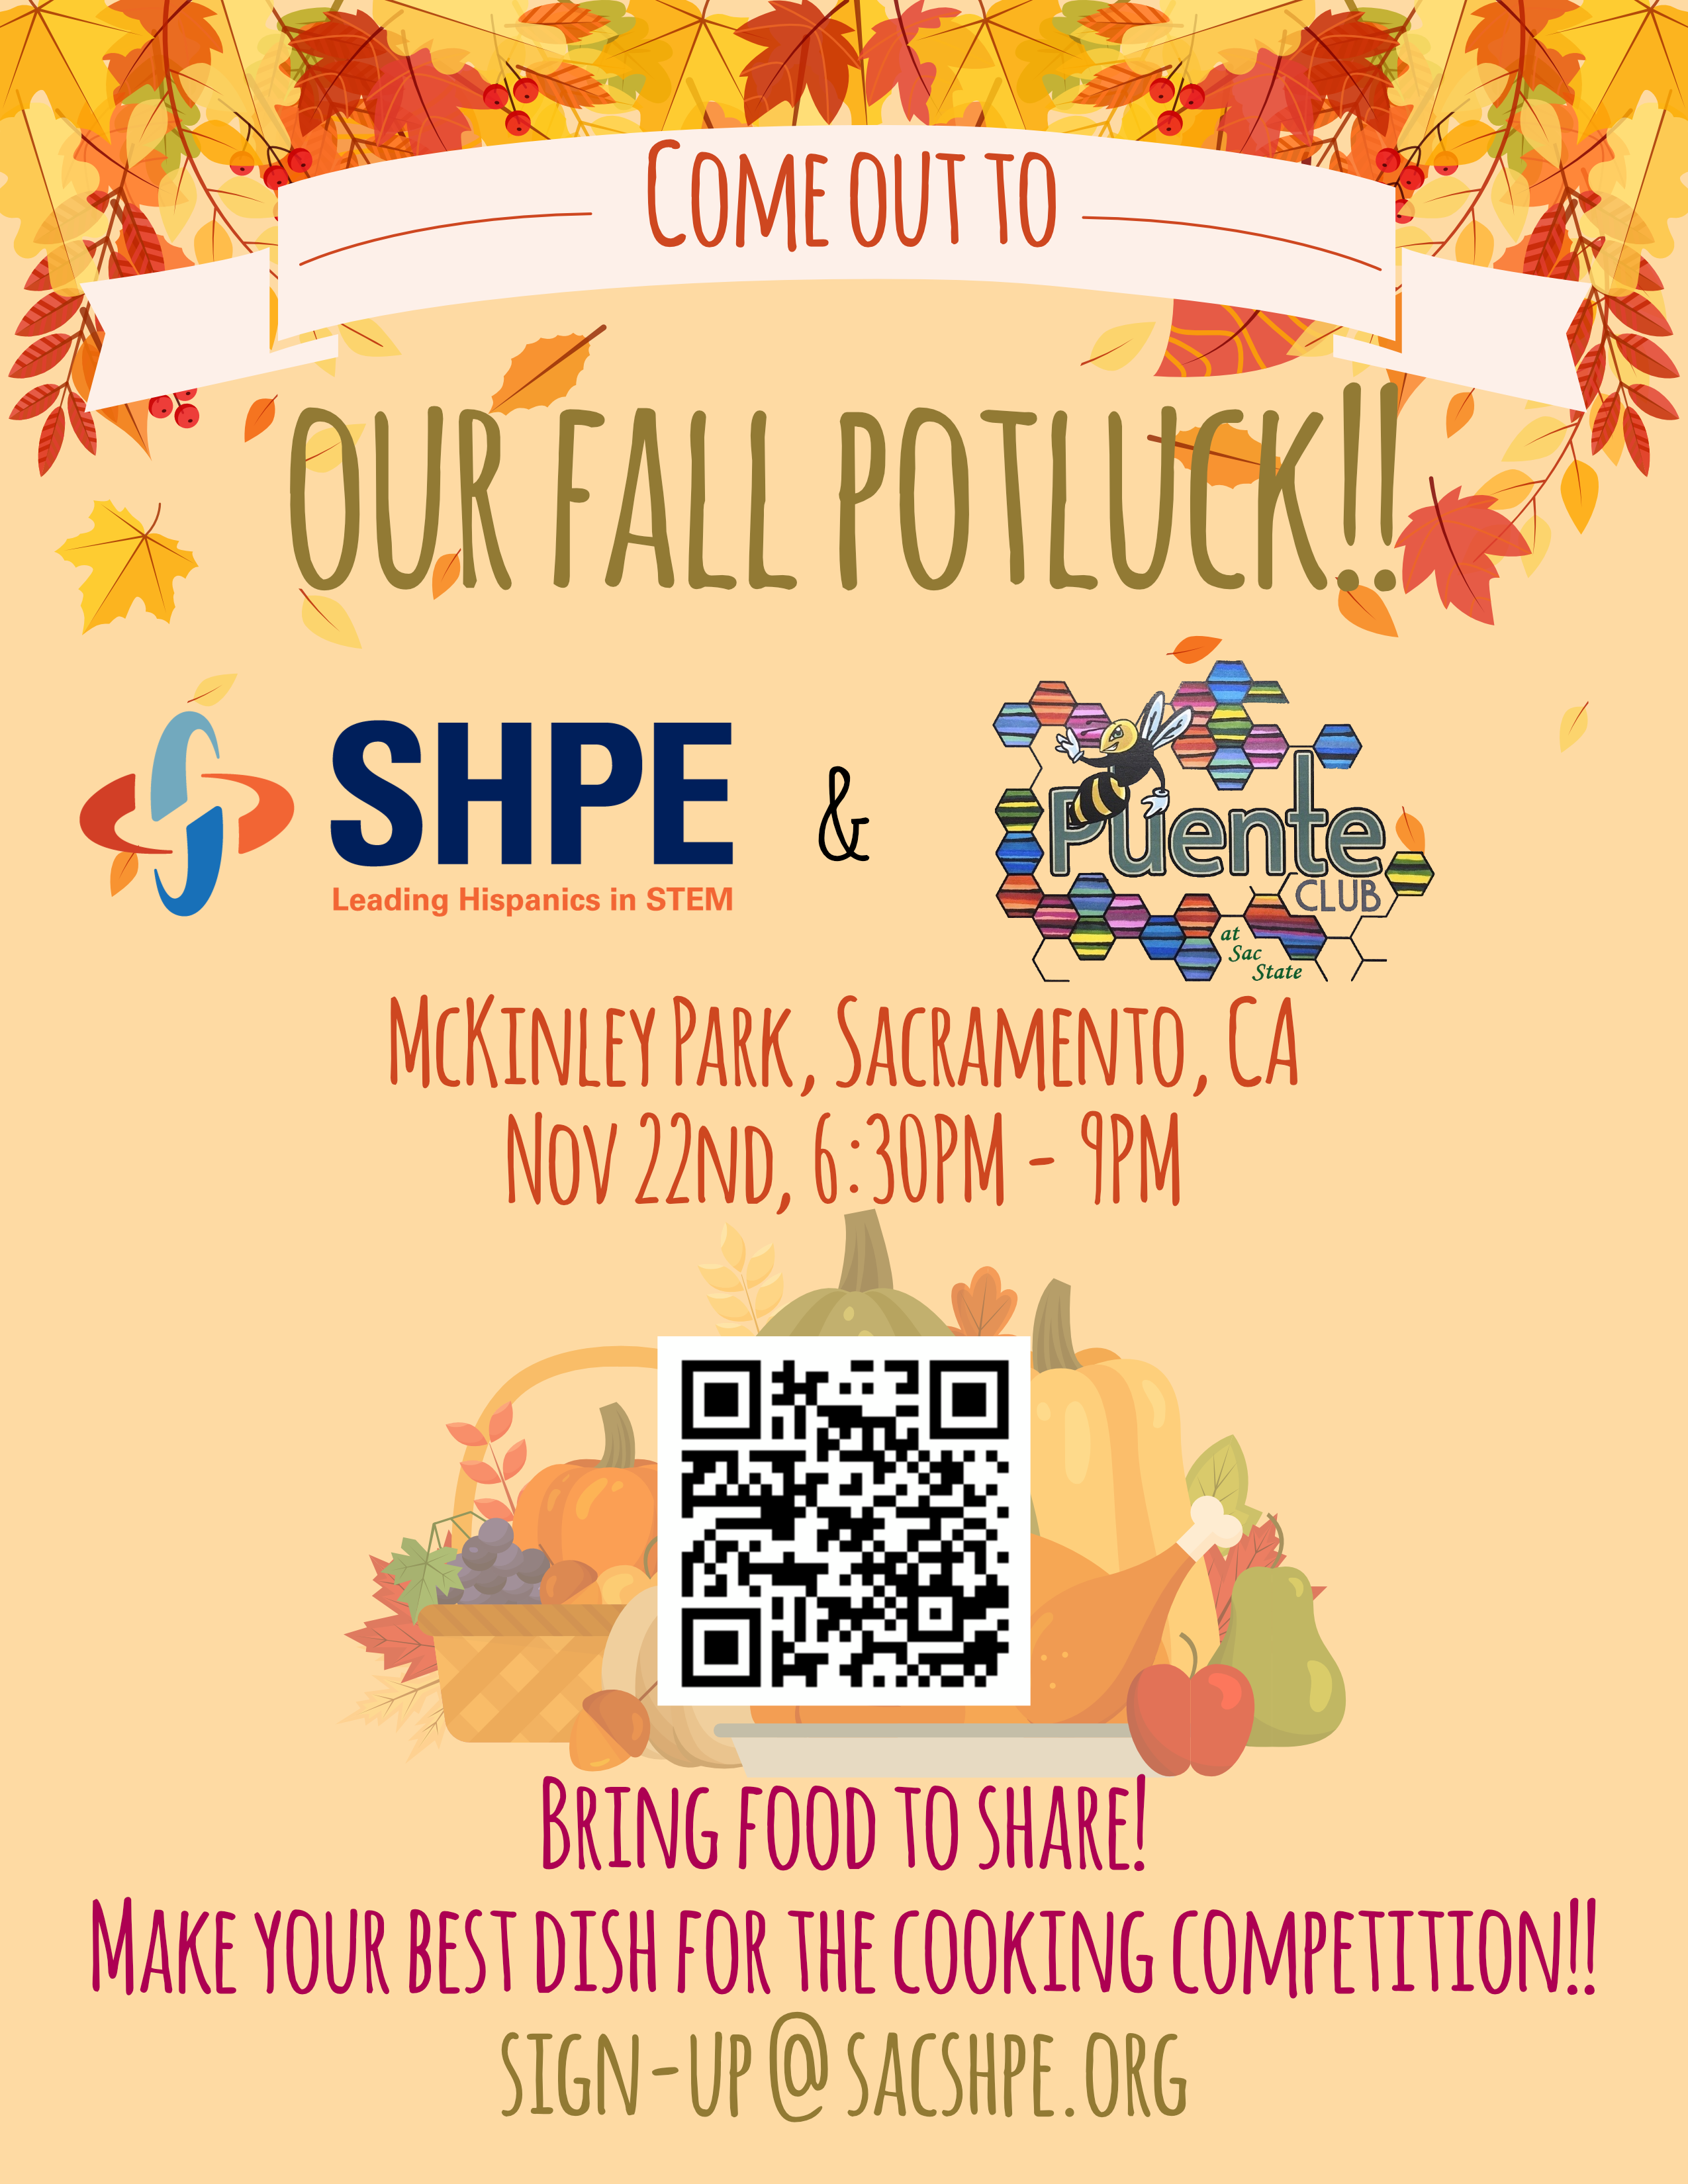 Come out to
our Fall Potluck!!
SHPE
Leading Hispanics in STEM
&
Puente
CLUB
at
Sac
State
McKinley Park, Sacramento, CA
Nov 22nd, 6:30PM - 9PM
Bring food to share!
Make your best dish for the cooking competition!!
sign-up @ sacshpe.org